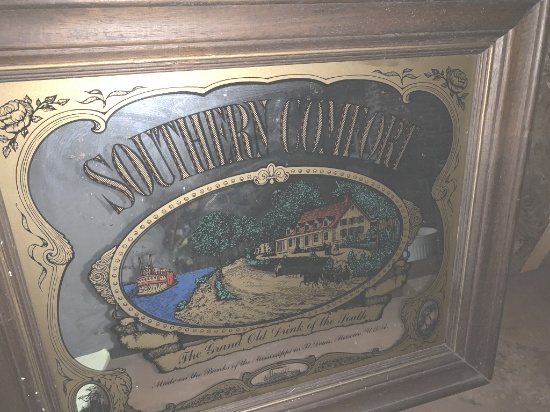 SOUTHERN COMFORT
The Grand Old Drink of the South
Made on the Banks of the Mississippi in St. Louis, Missouri U.S.A.